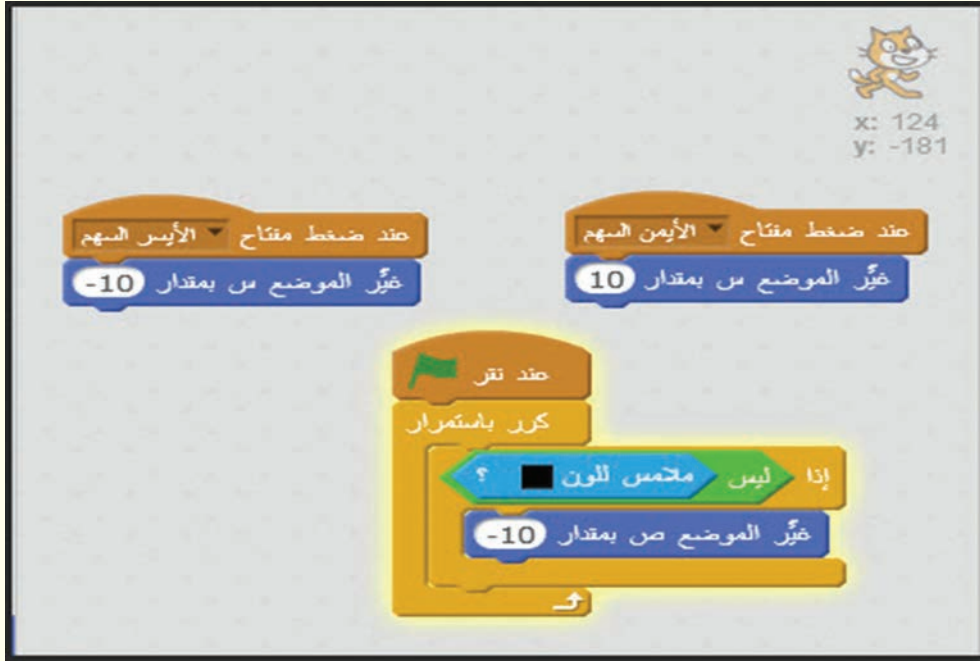 x: 124
y: -181
عند ضغط مفتاح الأيمن السهم
غيِّر الموضع س بمقدار 10
عند ضغط مفتاح الأيسر السهم
غيِّر الموضع س بمقدار -10
عند نقر
كرر باستمرار
إذا ليس ملامس للون ؟
غيِّر الموضع ص بمقدار -10